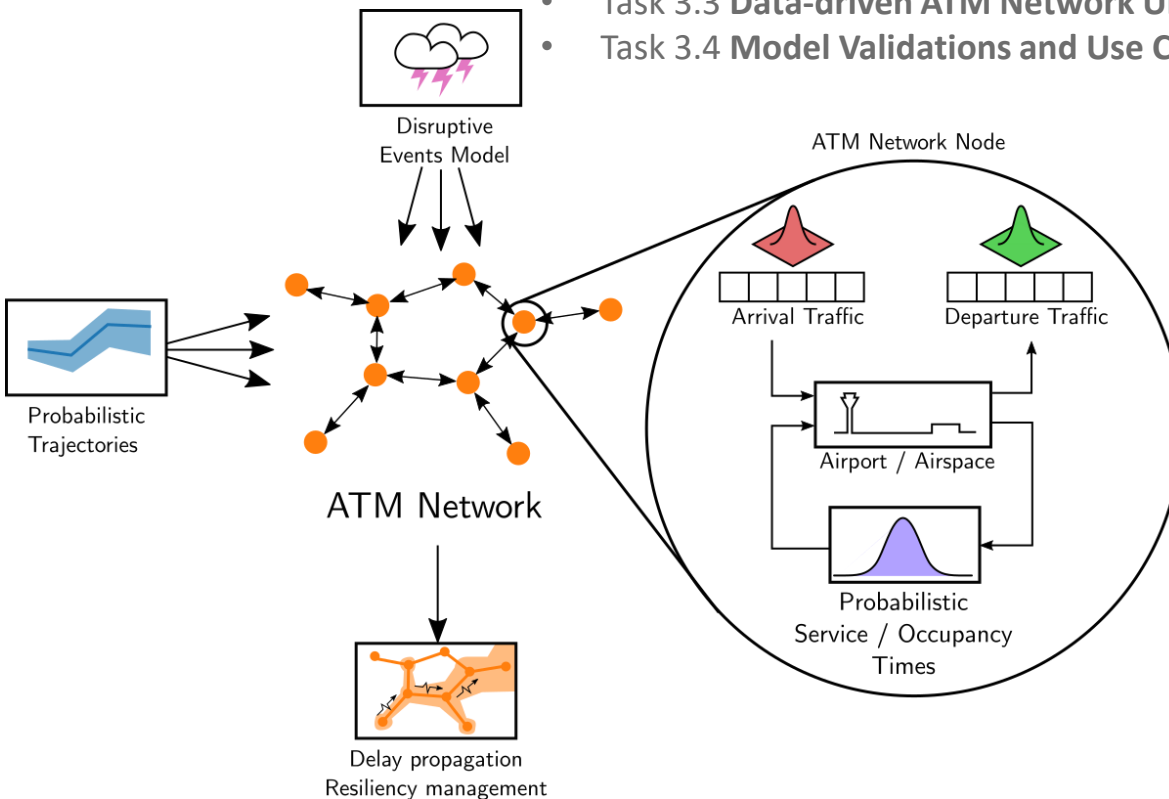 • Task 3.3 Data-driven ATM Network
• Task 3.4 Model Validations and Use
Disruptive
Events Model
ATM Network Node
Arrival Traffic
Departure Traffic
Probabilistic
Trajectories
Airport / Airspace
ATM Network
Probabilistic
Service / Occupancy
Times
Delay propagation
Resiliency management